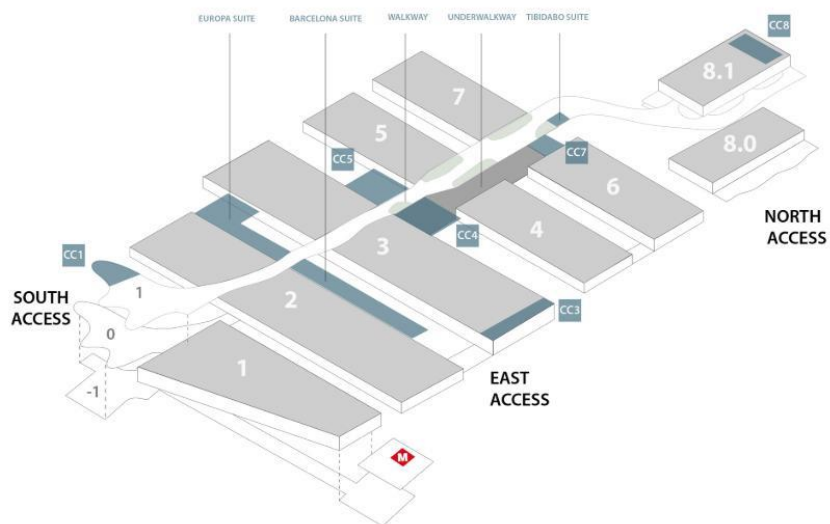 EUROPA SUITE
BARCELONA SUITE
WALKWAY
UNDERWALKWAY
TIBIDABO SUITE
CC8
8.1
7
5
8.0
CC5
CC7
6
NORTH
ACCESS
4
CC4
3
CC1
1
SOUTH
ACCESS
0
2
CC3
-1
1
EAST
ACCESS
M